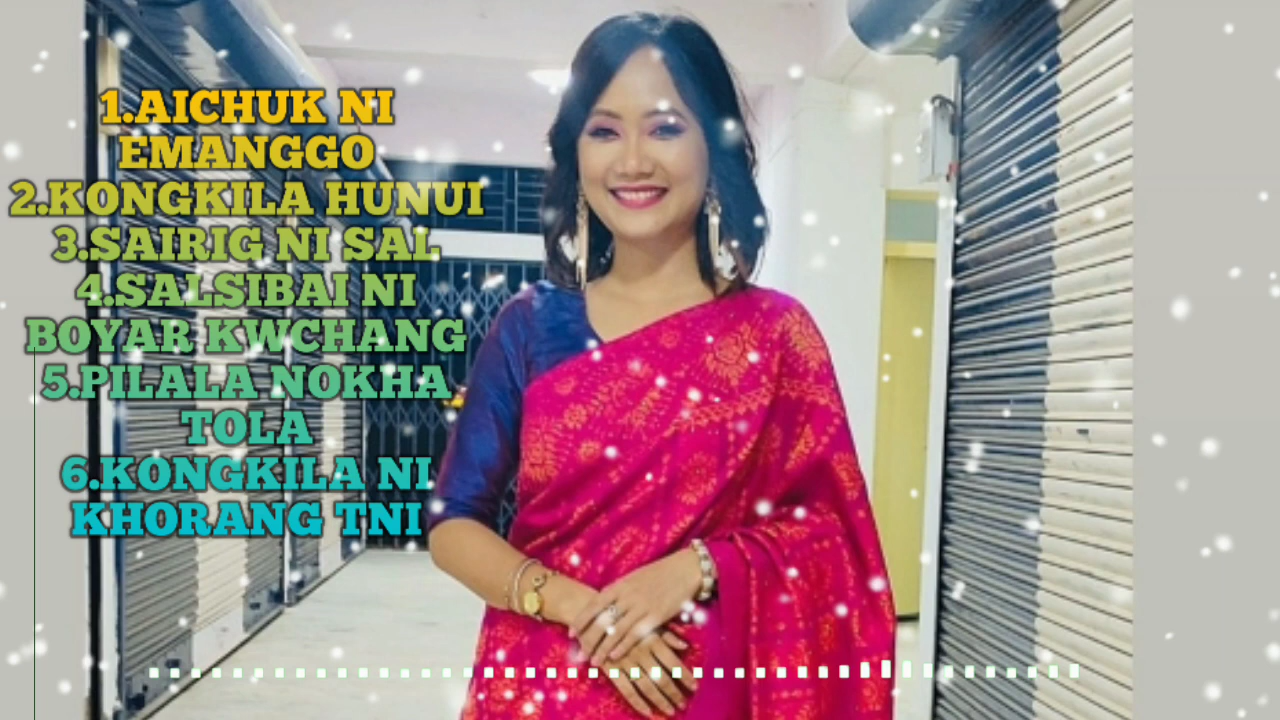 1.AICHUK NI
EMANGGO
2.KONGKILA HUNUI
3.SAIRIG NI SAL
4.SALSIBAI NI
BOYAR KWCHANG
5.PILALA NOKHA
TOLA
6.KONGKILA NI
KHORANG TNI